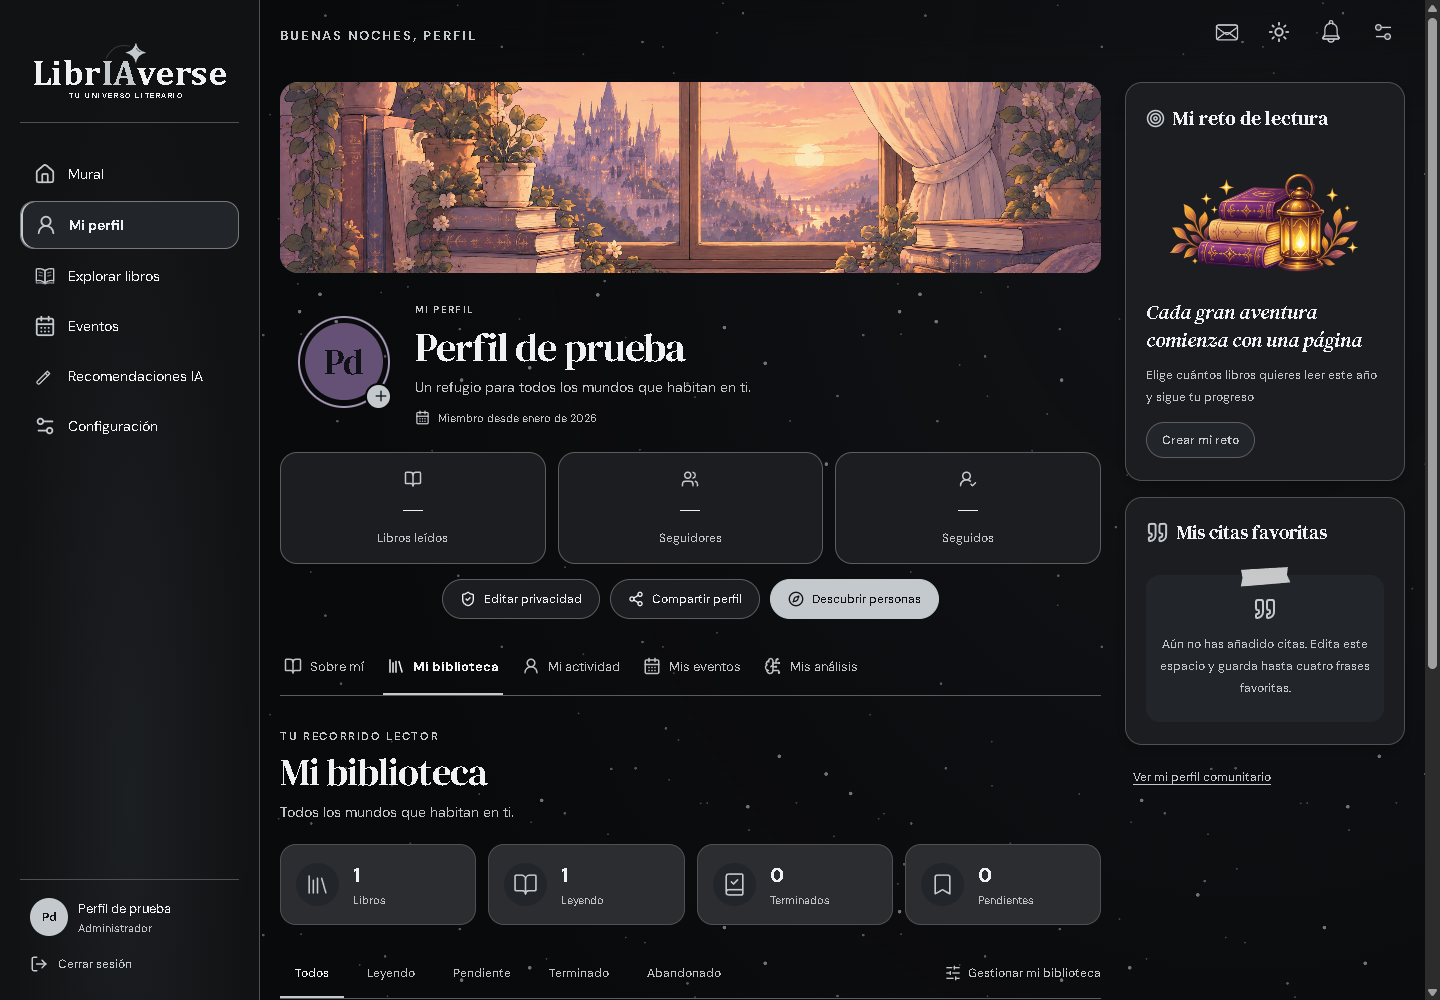 LibrIAverse
TU UNIVERSO LITERARIO
Mural
Mi perfil
Explorar libros
Eventos
Recomendaciones IA
Configuración
Pd
Perfil de prueba
Administrador
Cerrar sesión
BUENAS NOCHES, PERFIL
Pd
MI PERFIL
Perfil de prueba
Un refugio para todos los mundos que habitan en ti.
Miembro desde enero de 2026
—
Libros leídos
—
Seguidores
—
Seguidos
Editar privacidad
Compartir perfil
Descubrir personas
Sobre mí
Mi biblioteca
Mi actividad
Mis eventos
Mis análisis
TU RECORRIDO LECTOR
Mi biblioteca
Todos los mundos que habitan en ti.
1
Libros
1
Leyendo
0
Terminados
0
Pendientes
Todos
Leyendo
Pendiente
Terminado
Abandonado
Gestionar mi biblioteca
Mi reto de lectura
Cada gran aventura
comienza con una página
Elige cuántos libros quieres leer este año
y sigue tu progreso
Crear mi reto
Mis citas favoritas
Aún no has añadido citas. Edita este
espacio y guarda hasta cuatro frases
favoritas.
Ver mi perfil comunitario